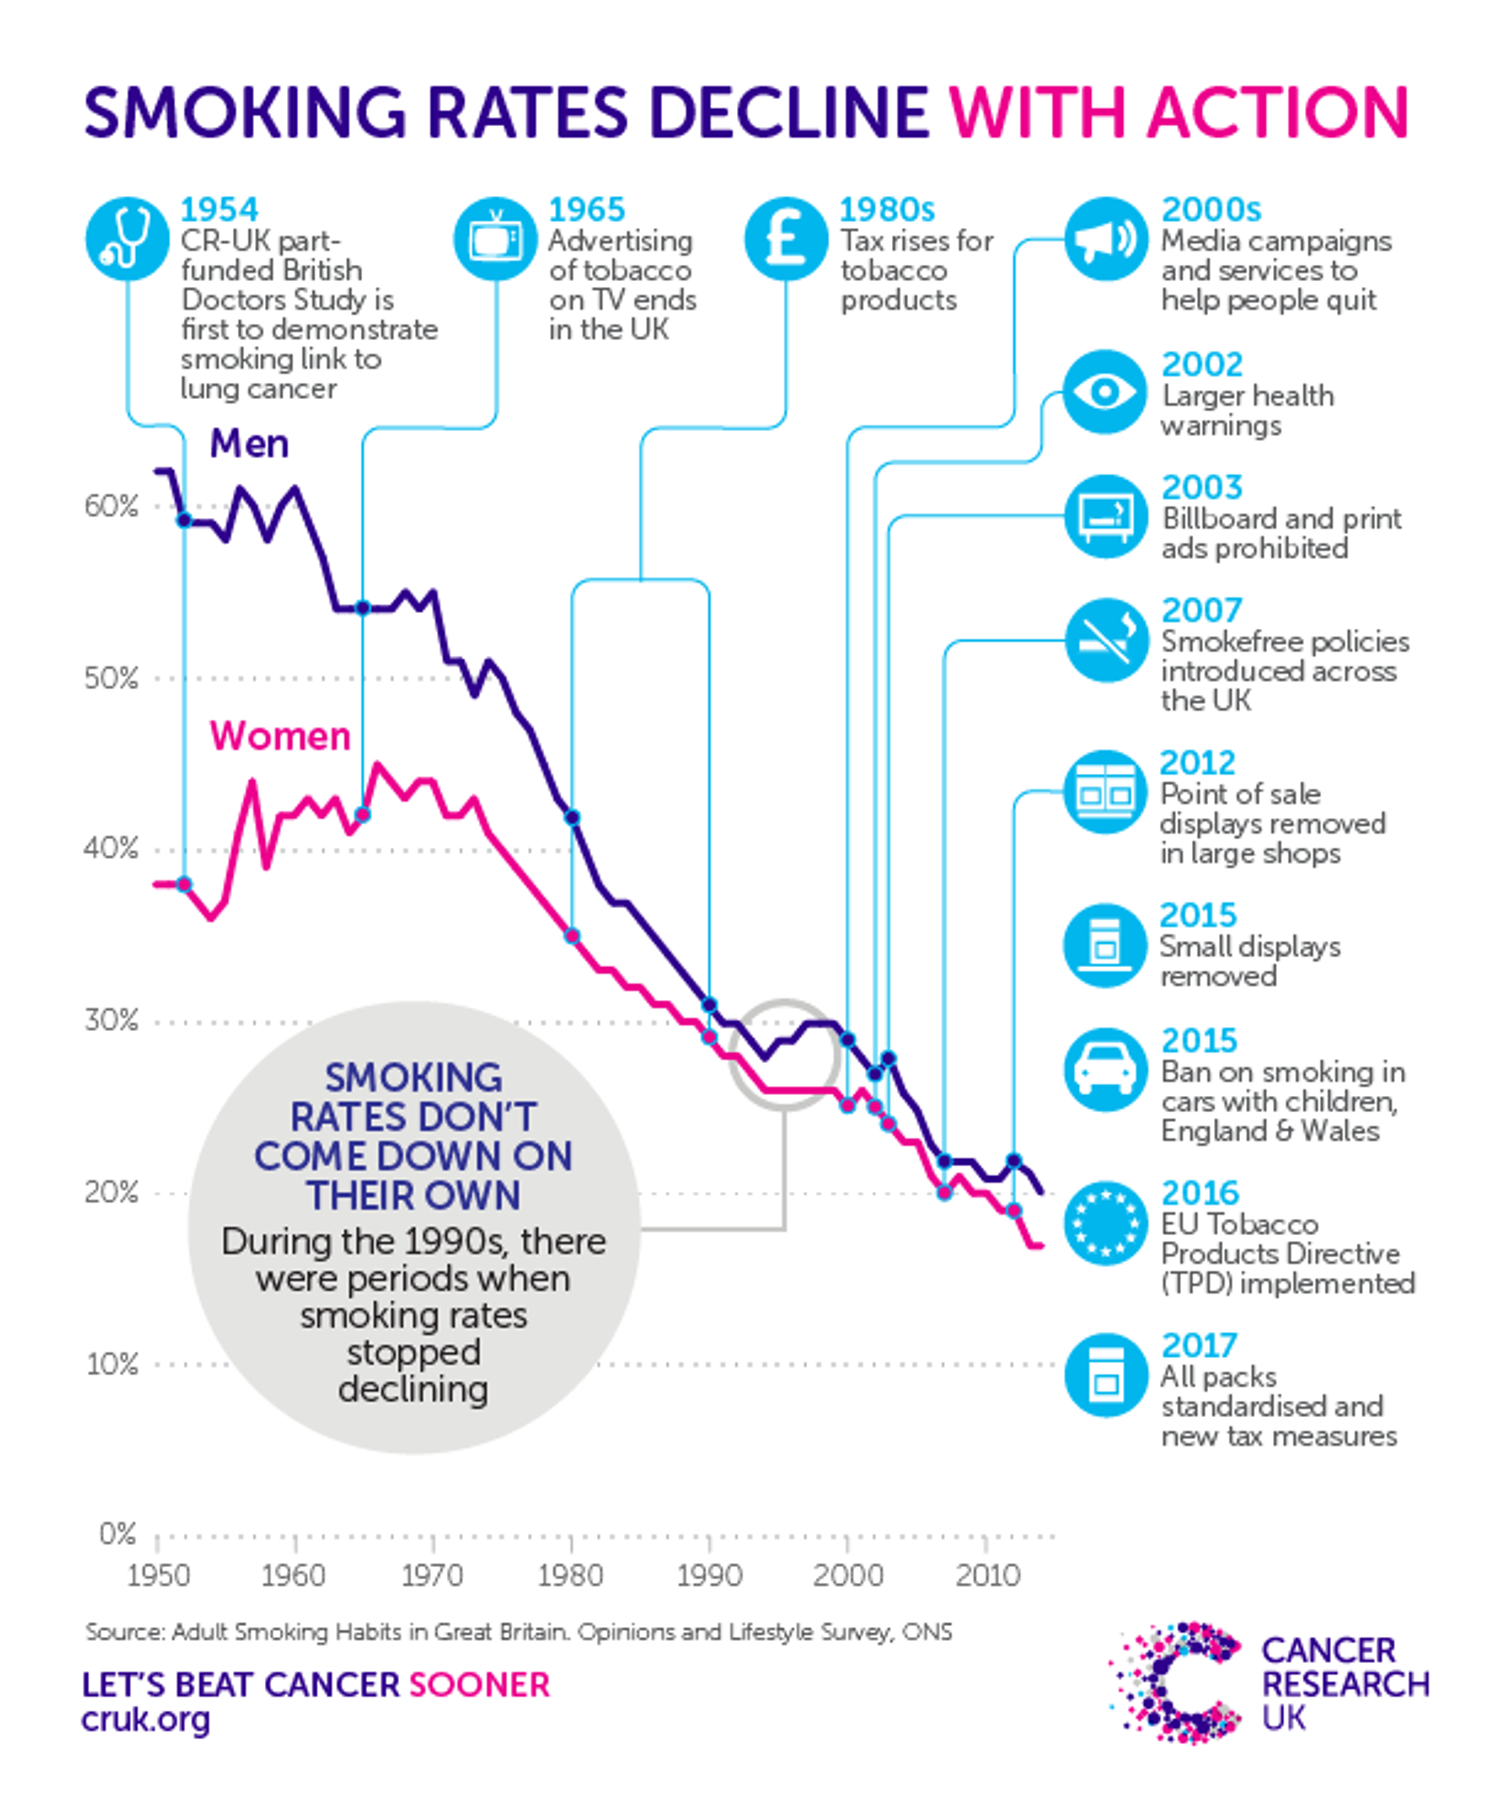 SMOKING RATES DECLINE WITH ACTION
1954
CR-UK part-
funded British
Doctors Study is
first to demonstrate
smoking link to
lung cancer
1965
Advertising
of tobacco
on TV ends
in the UK
1980s
Tax rises for
tobacco
products
2000s
Media campaigns
and services to
help people quit
2002
Larger health
warnings
2003
Billboard and print
ads prohibited
2007
Smokefree policies
introduced across
the UK
2012
Point of sale
displays removed
in large shops
2015
Small displays
removed
2015
Ban on smoking in
cars with children,
England & Wales
2016
EU Tobacco
Products Directive
(TPD) implemented
2017
All packs
standardised and
new tax measures
Men
Women
60%
50%
40%
30%
20%
10%
0%
SMOKING
RATES DON'T
COME DOWN ON
THEIR OWN
During the 1990s, there
were periods when
smoking rates
stopped
declining
1950 1960 1970 1980 1990 2000 2010
Source: Adult Smoking Habits in Great Britain. Opinions and Lifestyle Survey, ONS
LET'S BEAT CANCER SOONER
cruk.org
CANCER
RESEARCH
UK